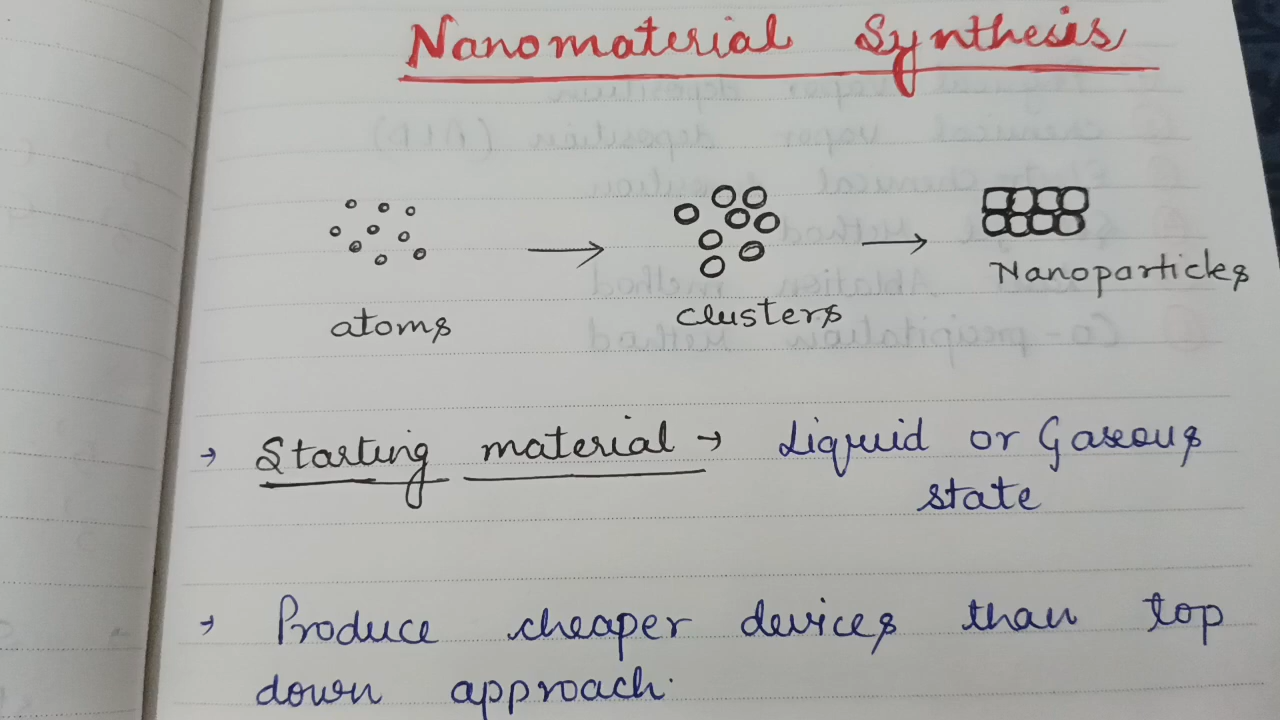 Nanomaterial Synthesis
atoms
clusters
Nanoparticles
→ Starting material → Liquid or Gaseous
state
→ Produce cheaper devices than top
down approach.